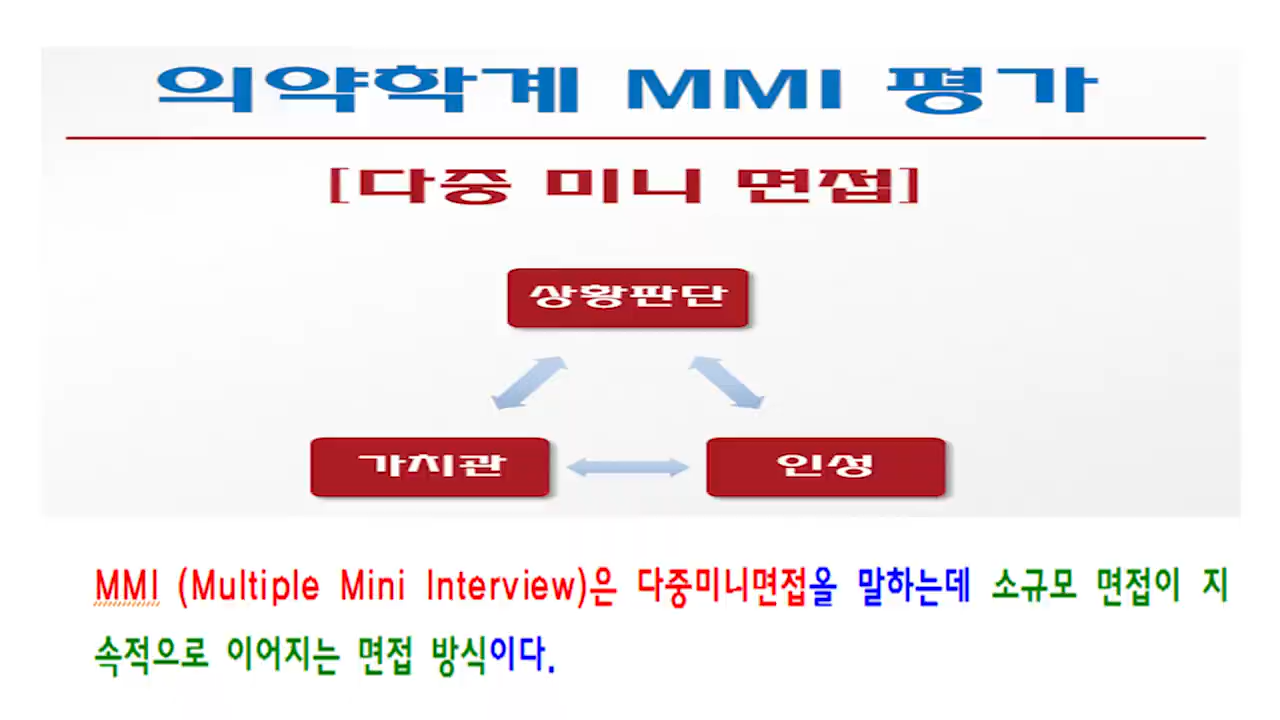 의약학계 MMI 평가
[다중 미니 면접]
상황판단
가치관
인성
MMI (Multiple Mini Interview)은 다중미니면접을 말하는데 소규모 면접이 지
속적으로 이어지는 면접 방식이다.